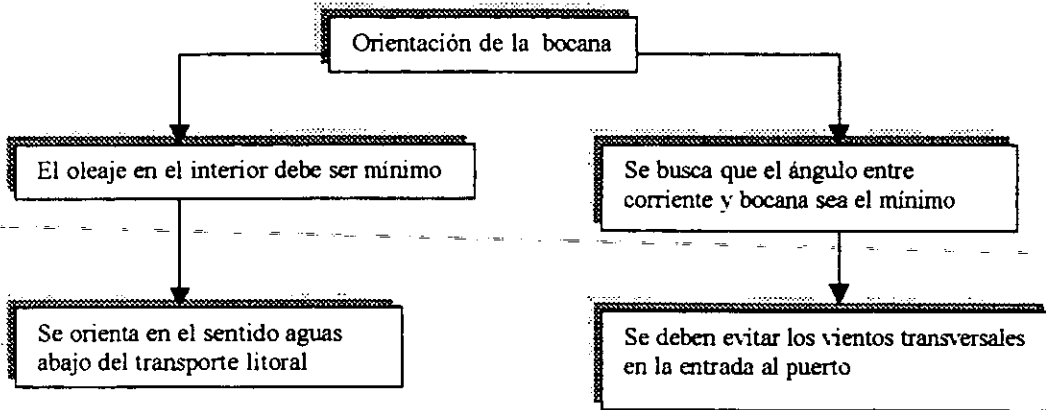 Orientación de la bocana
El oleaje en el interior debe ser mínimo
Se busca que el ángulo entre
corriente y bocana sea el mínimo
Se orienta en el sentido aguas
abajo del transporte litoral
Se deben evitar los vientos transversales
en la entrada al puerto